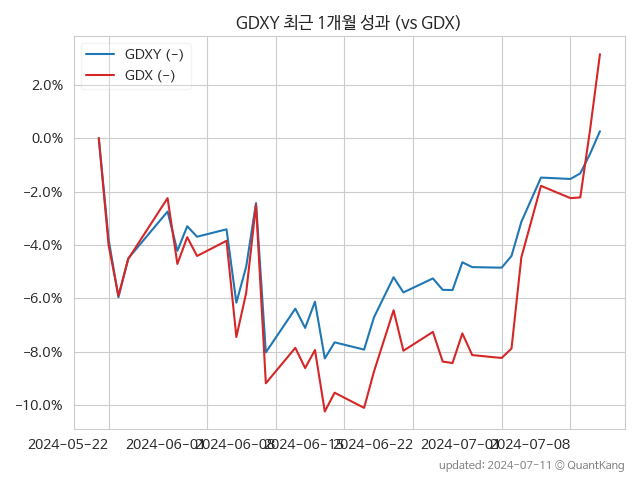 GDXY 최근 1개월 성과 (vs GDX)
GDXY (-)
GDX (-)
2.0%
0.0%
−2.0%
−4.0%
−6.0%
−8.0%
−10.0%
2024-05-22 2024-06-01 2024-06-08 2024-06-15 2024-06-22 2024-07-01 2024-07-08
updated: 2024-07-11 © QuantKang